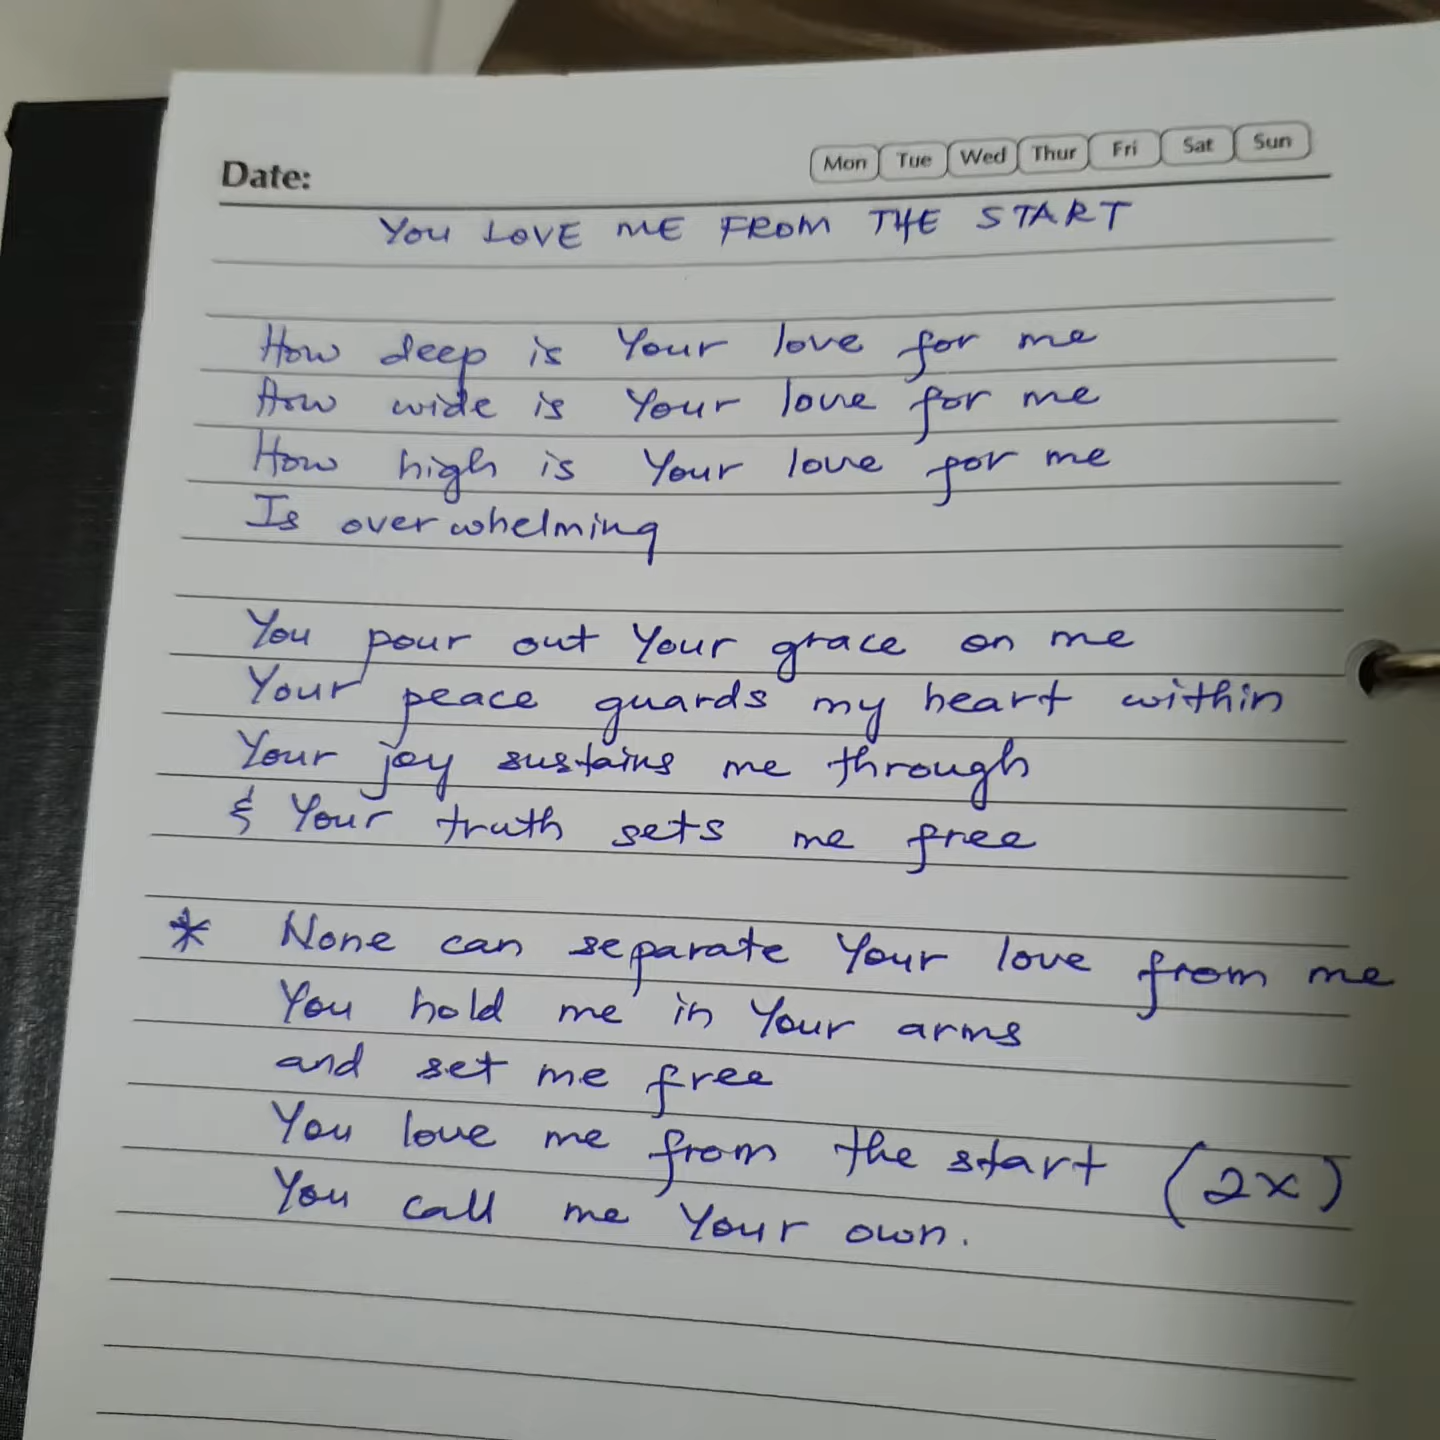 Date:
Mon Tue Wed Thur Fri Sat Sun
YOU LOVE ME FROM THE START
How deep is Your love for me
How wide is Your love for me
How high is Your love for me
Is overwhelming
You pour out Your grace on me
Your peace guards my heart within
Your joy sustains me through
& Your truth sets me free
* None can separate Your love from me
You hold me in Your arms
and set me free
You love me from the start (2x)
You call me Your own.